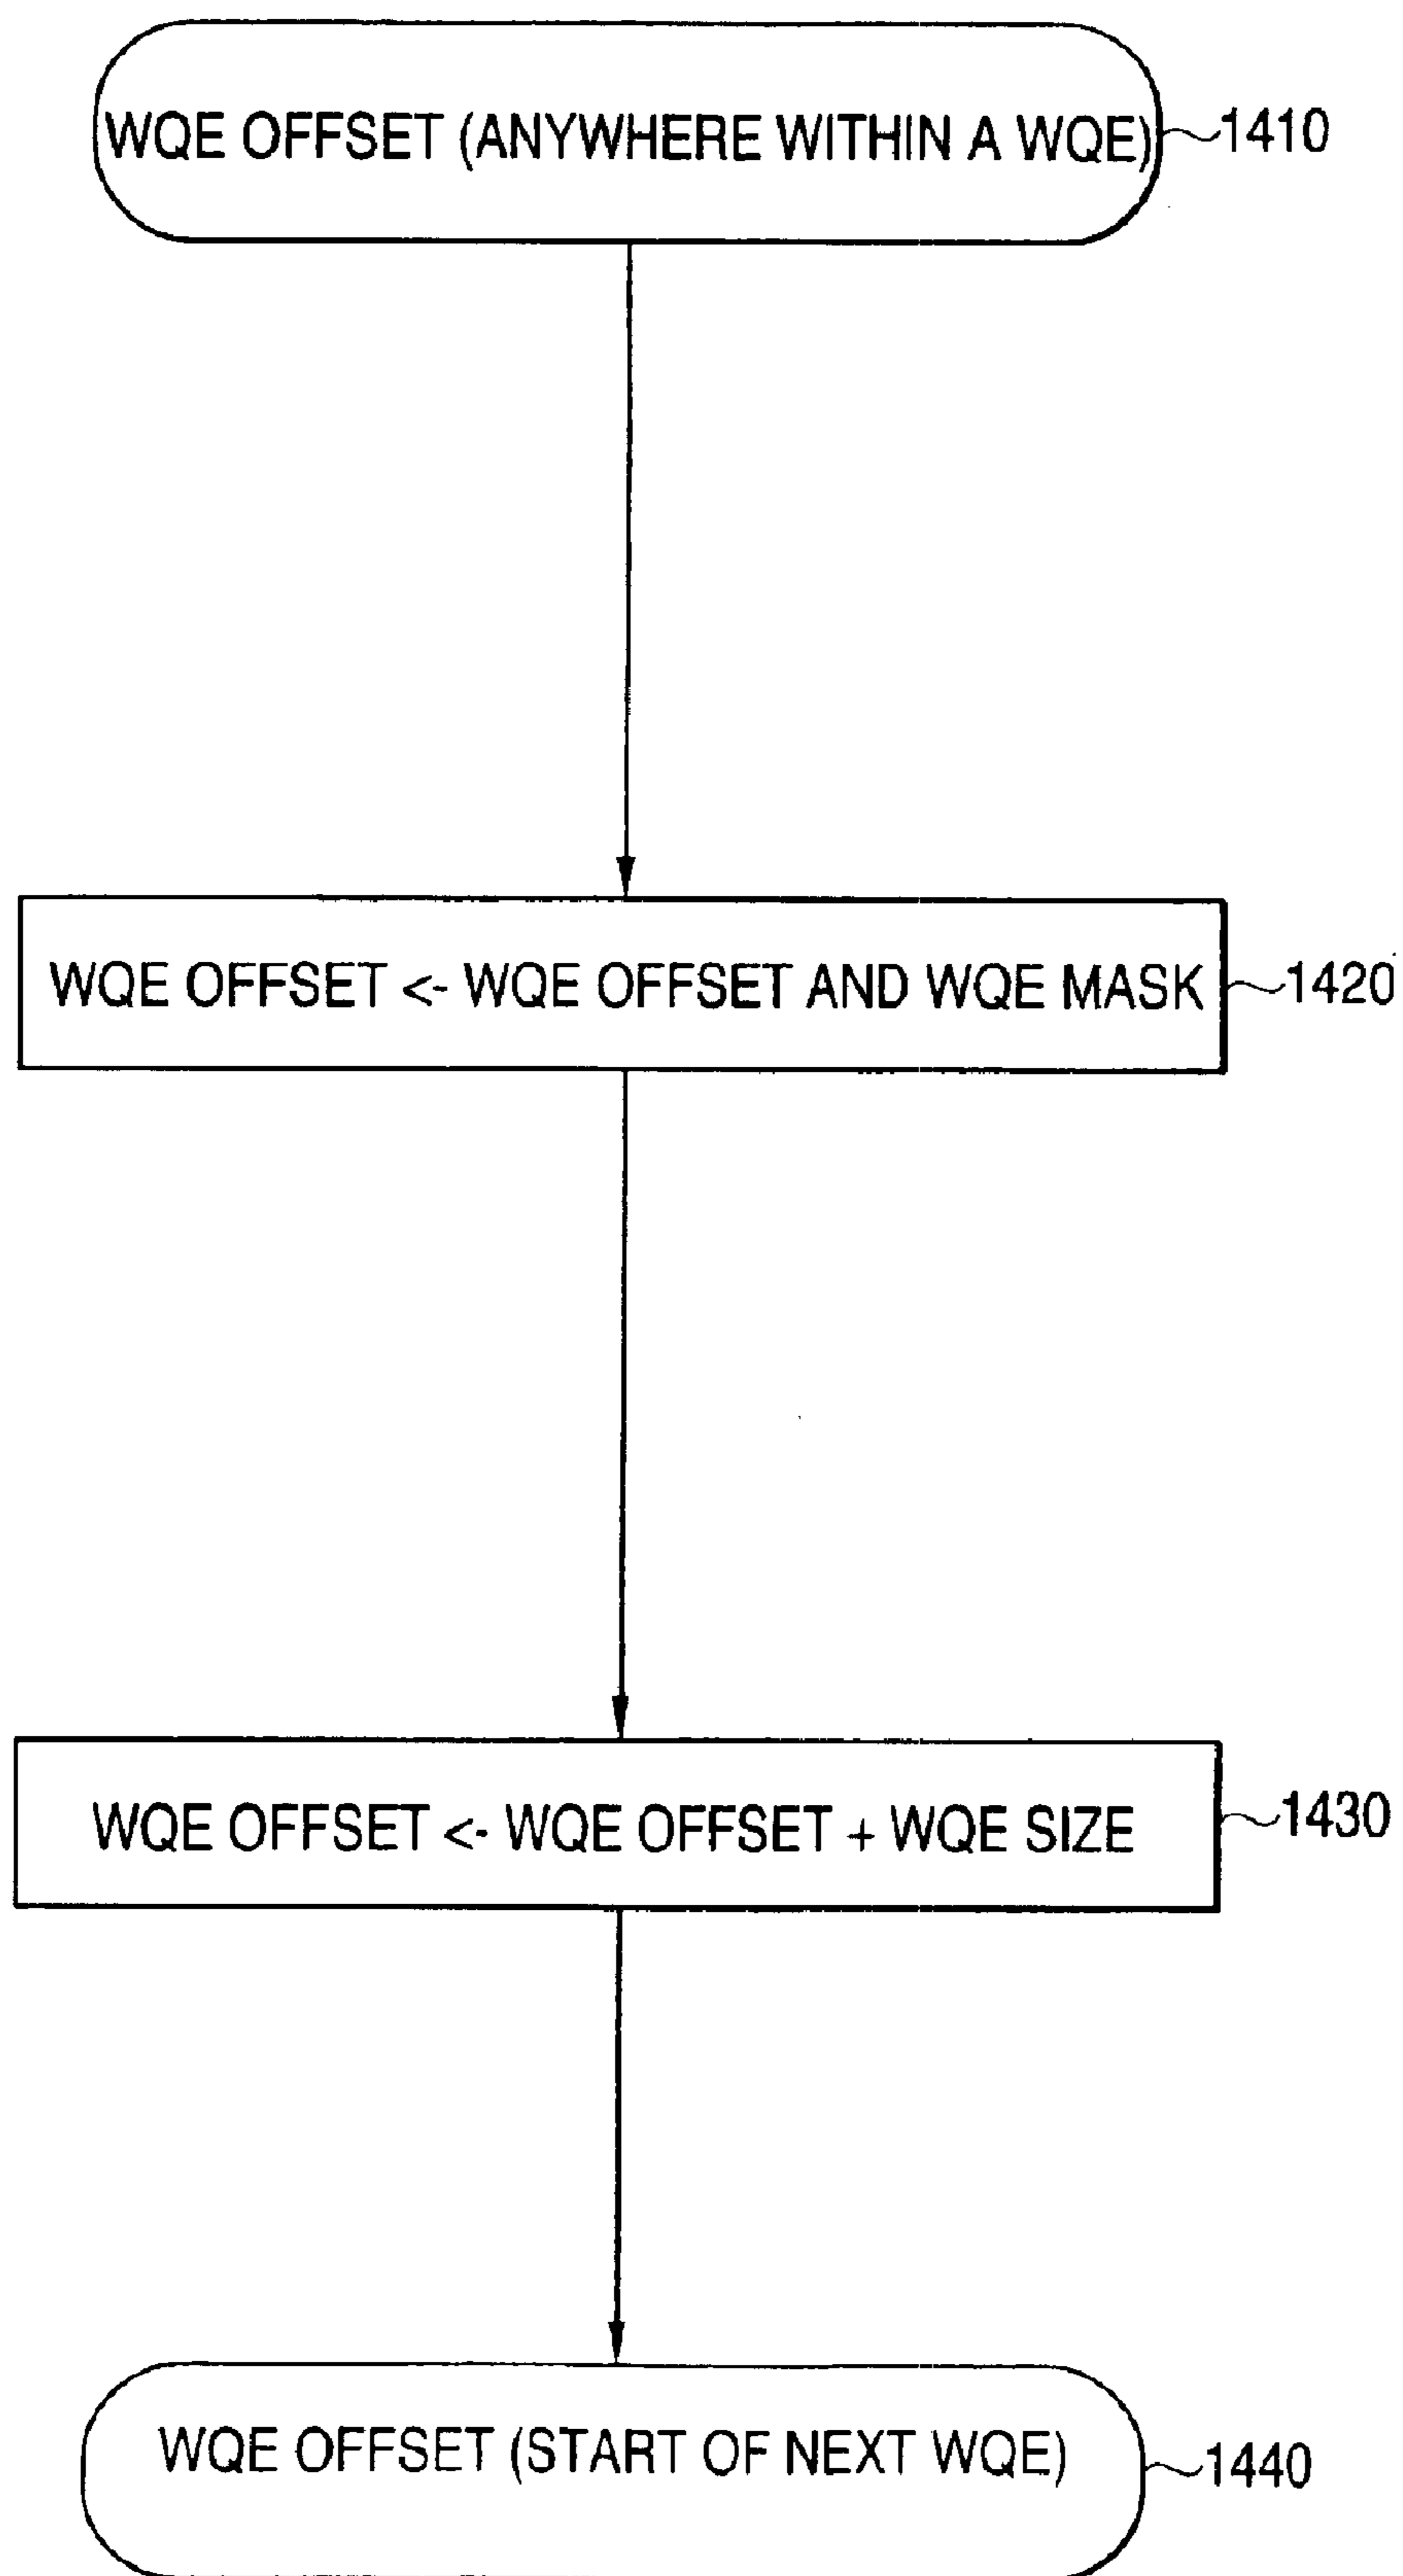 WQE OFFSET (ANYWHERE WITHIN A WQE) 1410
WQE OFFSET <- WQE OFFSET AND WQE MASK 1420
WQE OFFSET <- WQE OFFSET + WQE SIZE 1430
WQE OFFSET (START OF NEXT WQE) 1440